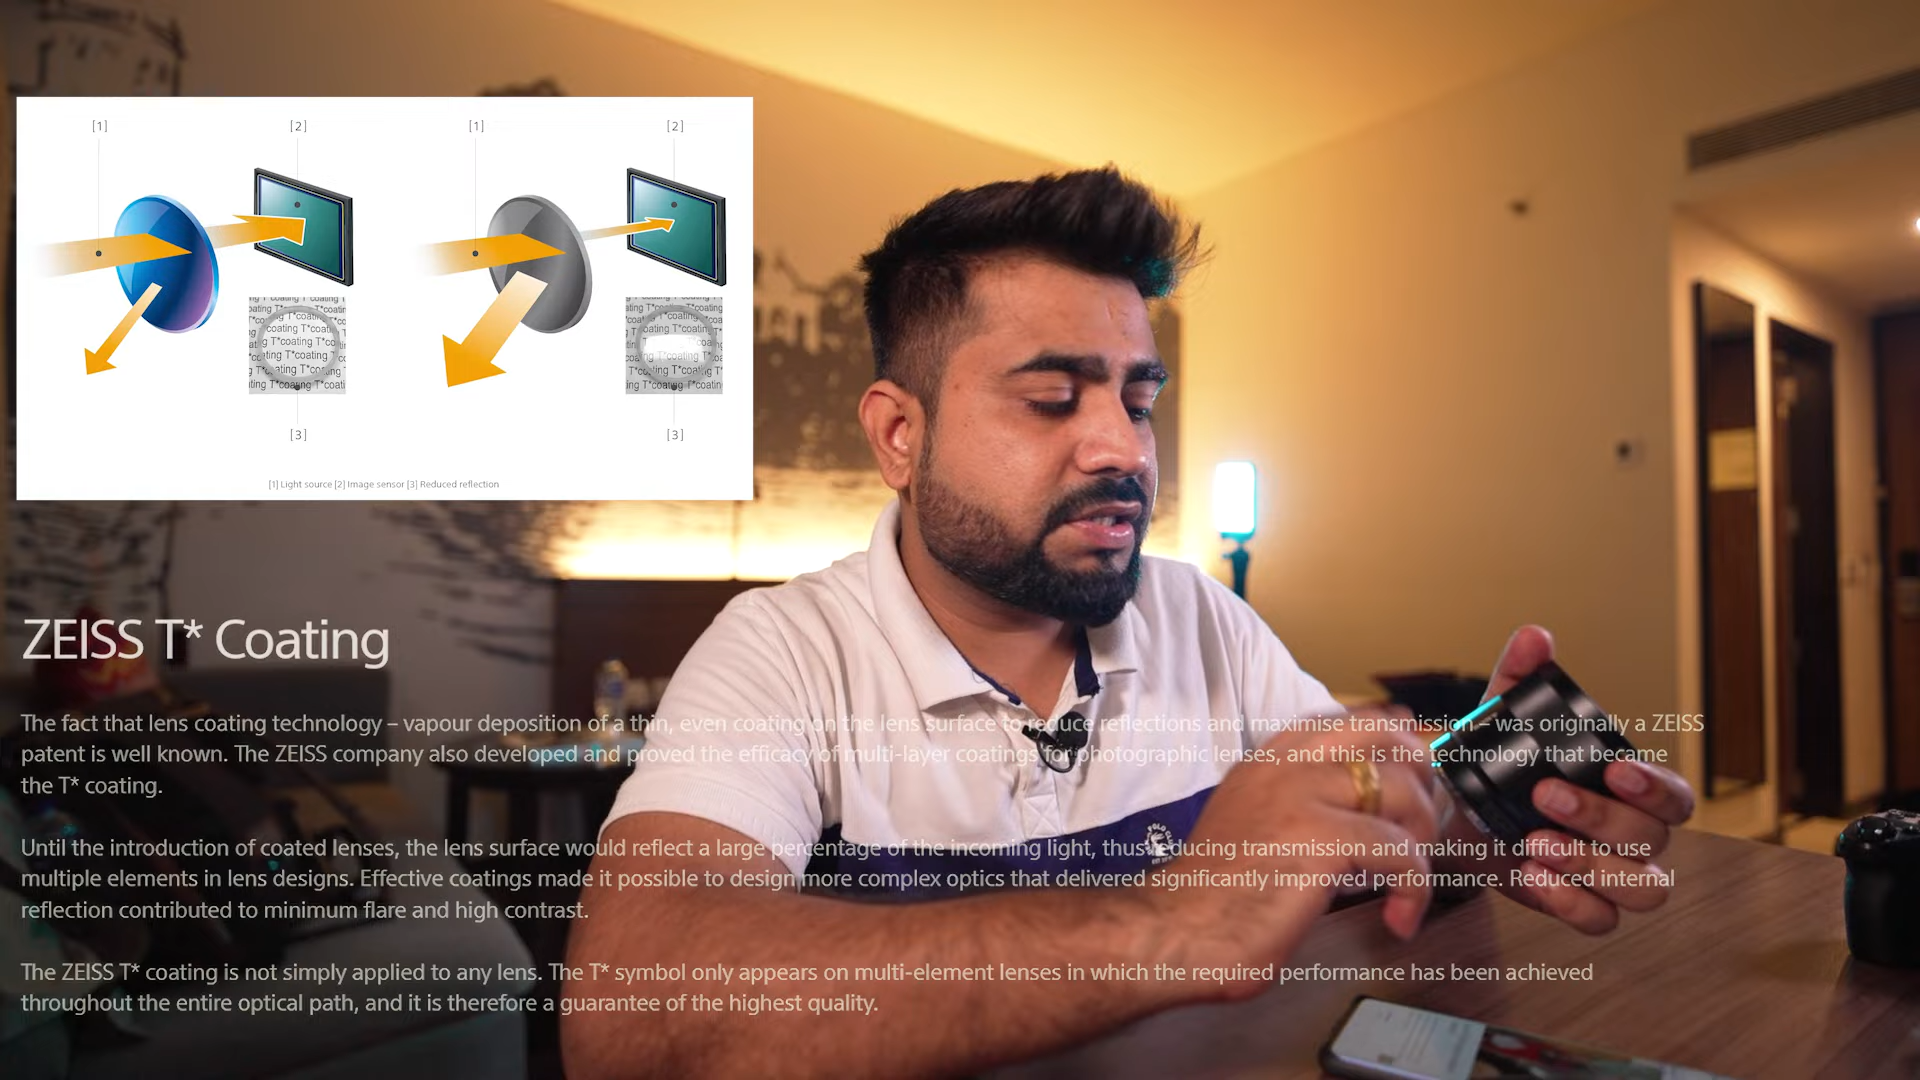 [1] [2] [1] [2]
T*coating T*coating
[3] [3]
[1] Light source [2] Image sensor [3] Reduced reflection
ZEISS T* Coating
The fact that lens coating technology – vapour deposition of a thin, even coating on the lens surface to reduce reflections and maximise transmission – was originally a ZEISS
patent is well known. The ZEISS company also developed and proved the efficacy of multi-layer coatings for photographic lenses, and this is the technology that became
the T* coating.
Until the introduction of coated lenses, the lens surface would reflect a large percentage of the incoming light, thus reducing transmission and making it difficult to use
multiple elements in lens designs. Effective coatings made it possible to design more complex optics that delivered significantly improved performance. Reduced internal
reflection contributed to minimum flare and high contrast.
The ZEISS T* coating is not simply applied to any lens. The T* symbol only appears on multi-element lenses in which the required performance has been achieved
throughout the entire optical path, and it is therefore a guarantee of the highest quality.